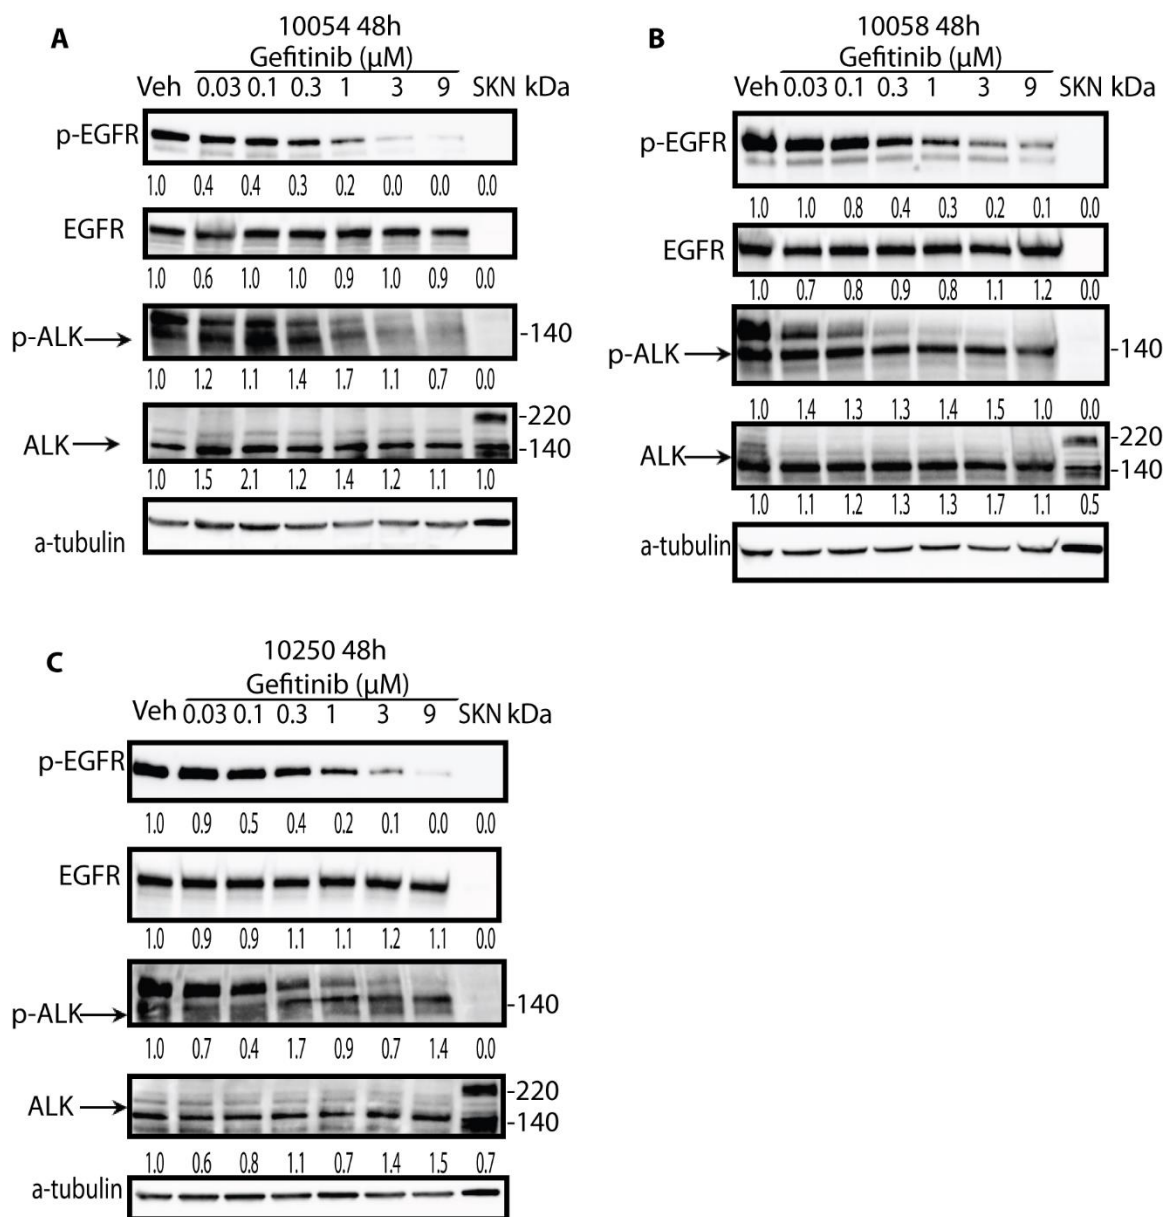 A
10054 48h
Gefitinib (µM)
Veh 0.03 0.1 0.3 1 3 9 SKN kDa
p-EGFR
1.0 0.4 0.4 0.3 0.2 0.0 0.0 0.0
EGFR
1.0 0.6 1.0 1.0 0.9 1.0 0.9 0.0
p-ALK -140
1.0 1.2 1.1 1.4 1.7 1.1 0.7 0.0
-220
ALK -140
1.0 1.5 2.1 1.2 1.4 1.2 1.1 1.0
a-tubulin
B
10058 48h
Gefitinib (µM)
Veh 0.03 0.1 0.3 1 3 9 SKN kDa
p-EGFR
1.0 1.0 0.8 0.4 0.3 0.2 0.1 0.0
EGFR
1.0 0.7 0.8 0.9 0.8 1.1 1.2 0.0
p-ALK -140
1.0 1.4 1.3 1.3 1.4 1.5 1.0 0.0
-220
ALK -140
1.0 1.1 1.2 1.3 1.3 1.7 1.1 0.5
a-tubulin
C
10250 48h
Gefitinib (µM)
Veh 0.03 0.1 0.3 1 3 9 SKN kDa
p-EGFR
1.0 0.9 0.5 0.4 0.2 0.1 0.0 0.0
EGFR
1.0 0.9 0.9 1.1 1.1 1.2 1.1 0.0
p-ALK -140
1.0 0.7 0.4 1.7 0.9 0.7 1.4 0.0
-220
ALK -140
1.0 0.6 0.8 1.1 0.7 1.4 1.5 0.7
a-tubulin